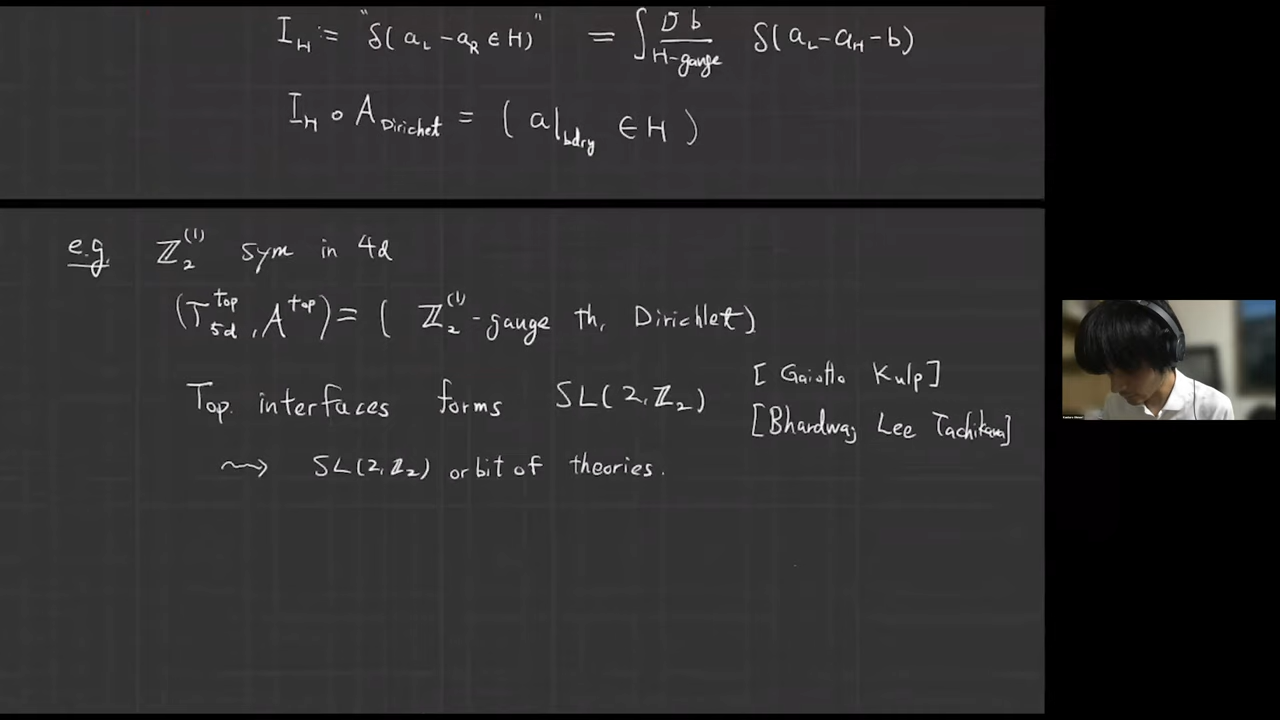 I_H := "δ(a_L - a_R ∈ H)" = ∫ Db / H-gauge δ(a_L - a_H - b)
I_H ∘ A_Dirichet = ( a|_bdry ∈ H )
e.g. ℤ_2^(1) sym in 4d
(T_5d^top, A^top) = ( ℤ_2^(1)-gauge th, Dirichlet)
Top. interfaces forms SL(2,ℤ_2) [Gaiotto Kulp]
[Bhardwaj Lee Tachikawa]
⇝ SL(2,ℤ_2) orbit of theories.